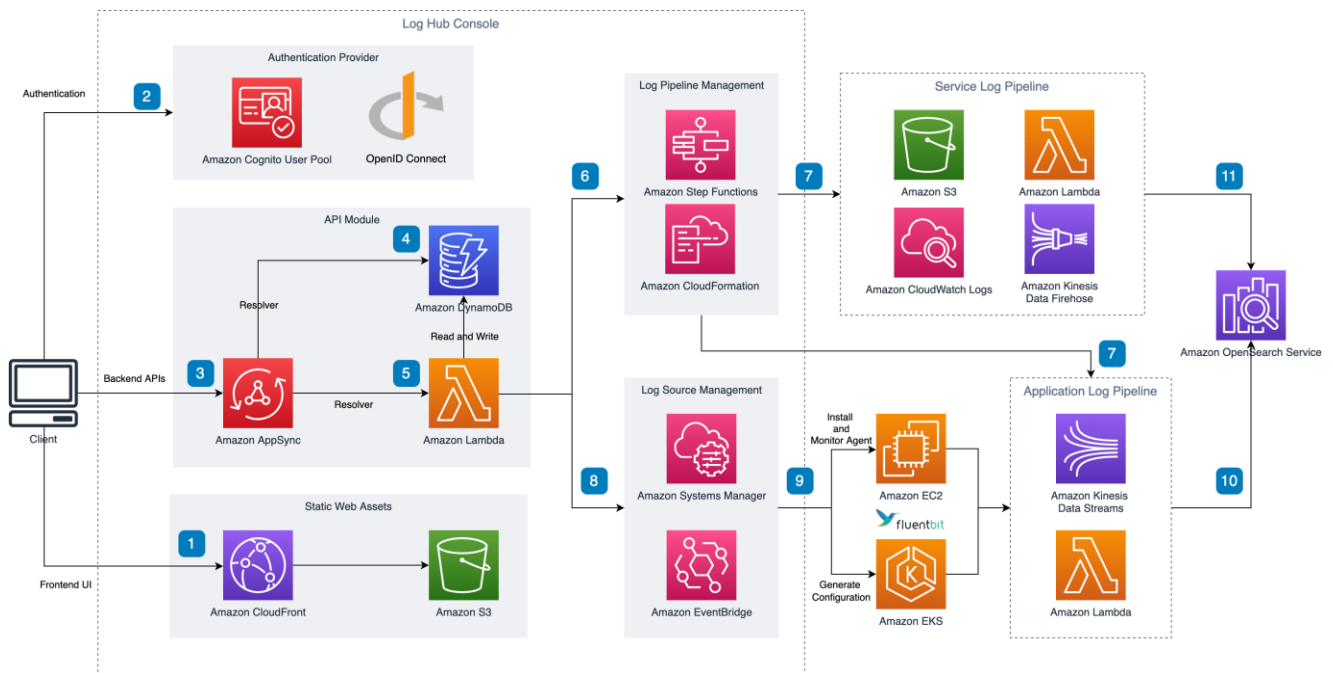 Log Hub Console
Authentication Provider
Authentication
2
Amazon Cognito User Pool
OpenID Connect
API Module
4
Amazon DynamoDB
Resolver
Read and Write
Backend APIs
3
5
Resolver
Client
Amazon AppSync
Amazon Lambda
Static Web Assets
1
Frontend UI
Amazon CloudFront
Amazon S3
6
Log Pipeline Management
Amazon Step Functions
Amazon CloudFormation
7
Service Log Pipeline
Amazon S3
Amazon Lambda
Amazon CloudWatch Logs
Amazon Kinesis
Data Firehose
11
Amazon OpenSearch Service
7
8
Log Source Management
Amazon Systems Manager
Amazon EventBridge
9
Install
and
Monitor Agent
Amazon EC2
fluentbit
Generate
Configuration
Amazon EKS
Application Log Pipeline
Amazon Kinesis
Data Streams
Amazon Lambda
10